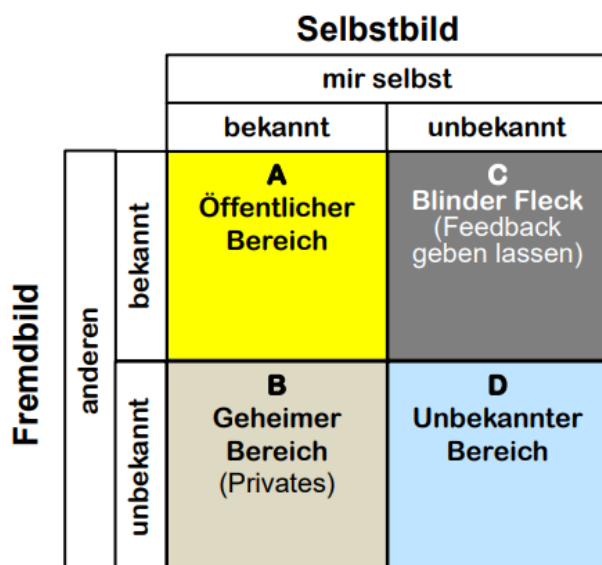 Selbstbild
mir selbst
bekannt
unbekannt
Fremdbild
anderen
bekannt
A
Öffentlicher
Bereich
C
Blinder Fleck
(Feedback
geben lassen)
unbekannt
B
Geheimer
Bereich
(Privates)
D
Unbekannter
Bereich